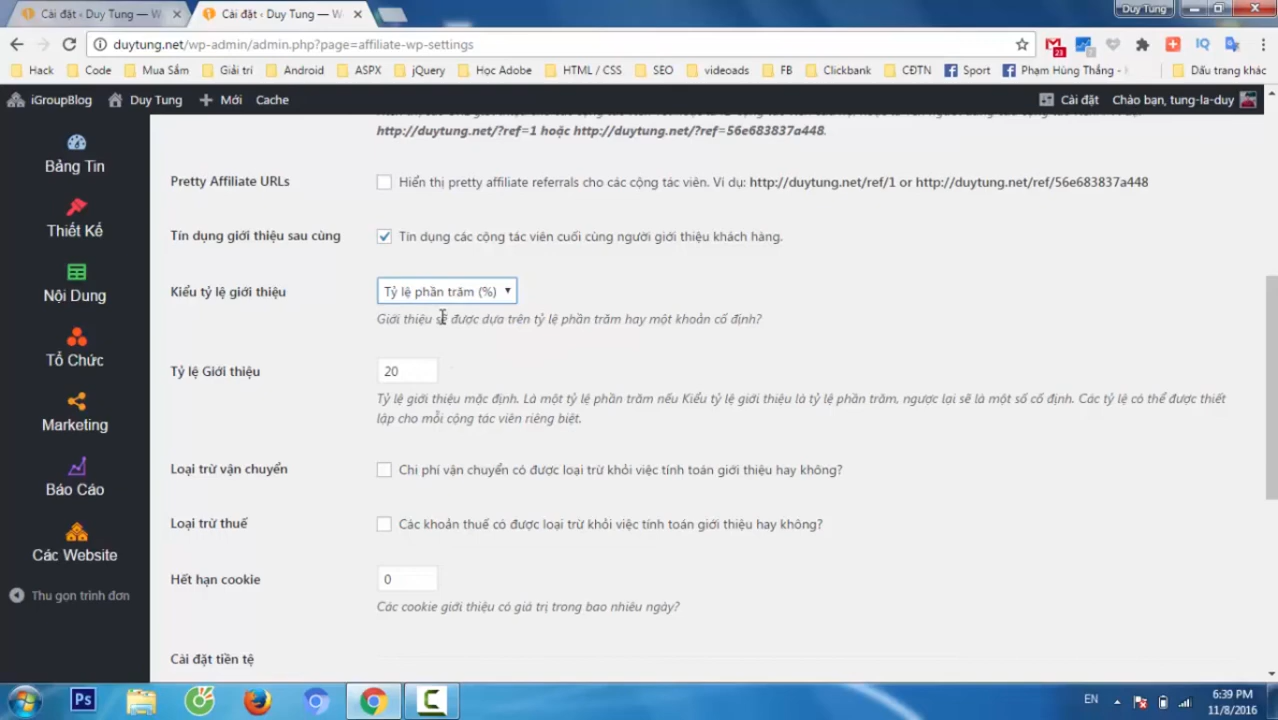 Cài đặt ‹ Duy Tung — W
Cài đặt ‹ Duy Tung — W
Duy Tùng
duytung.net/wp-admin/admin.php?page=affiliate-wp-settings
23
IQ
Hack
Code
Mua Sắm
Giải trí
Android
ASPX
jQuery
Học Adobe
HTML / CSS
SEO
videoads
FB
Clickbank
CĐTN
Sport
Phạm Hùng Thắng -
Dấu trang khác
iGroupBlog
Duy Tung
Mới
Cache
Cài đặt
Chào bạn, tung-la-duy
http://duytung.net/?ref=1 hoặc http://duytung.net/?ref=56e683837a448.
Bảng Tin
Thiết Kế
Nội Dung
Tổ Chức
Marketing
Báo Cáo
Các Website
Thu gọn trình đơn
Pretty Affiliate URLs
Hiển thị pretty affiliate referrals cho các cộng tác viên. Ví dụ: http://duytung.net/ref/1 or http://duytung.net/ref/56e683837a448
Tín dụng giới thiệu sau cùng
Tín dụng các cộng tác viên cuối cùng người giới thiệu khách hàng.
Kiểu tỷ lệ giới thiệu
Tỷ lệ phần trăm (%)
Giới thiệu sẽ được dựa trên tỷ lệ phần trăm hay một khoản cố định?
Tỷ lệ Giới thiệu
20
Tỷ lệ giới thiệu mặc định. Là một tỷ lệ phần trăm nếu Kiểu tỷ lệ giới thiệu là tỷ lệ phần trăm, ngược lại sẽ là một số cố định. Các tỷ lệ có thể được thiết
lập cho mỗi cộng tác viên riêng biệt.
Loại trừ vận chuyển
Chi phí vận chuyển có được loại trừ khỏi việc tính toán giới thiệu hay không?
Loại trừ thuế
Các khoản thuế có được loại trừ khỏi việc tính toán giới thiệu hay không?
Hết hạn cookie
0
Các cookie giới thiệu có giá trị trong bao nhiêu ngày?
Cài đặt tiền tệ
Ps
EN
6:39 PM
11/8/2016